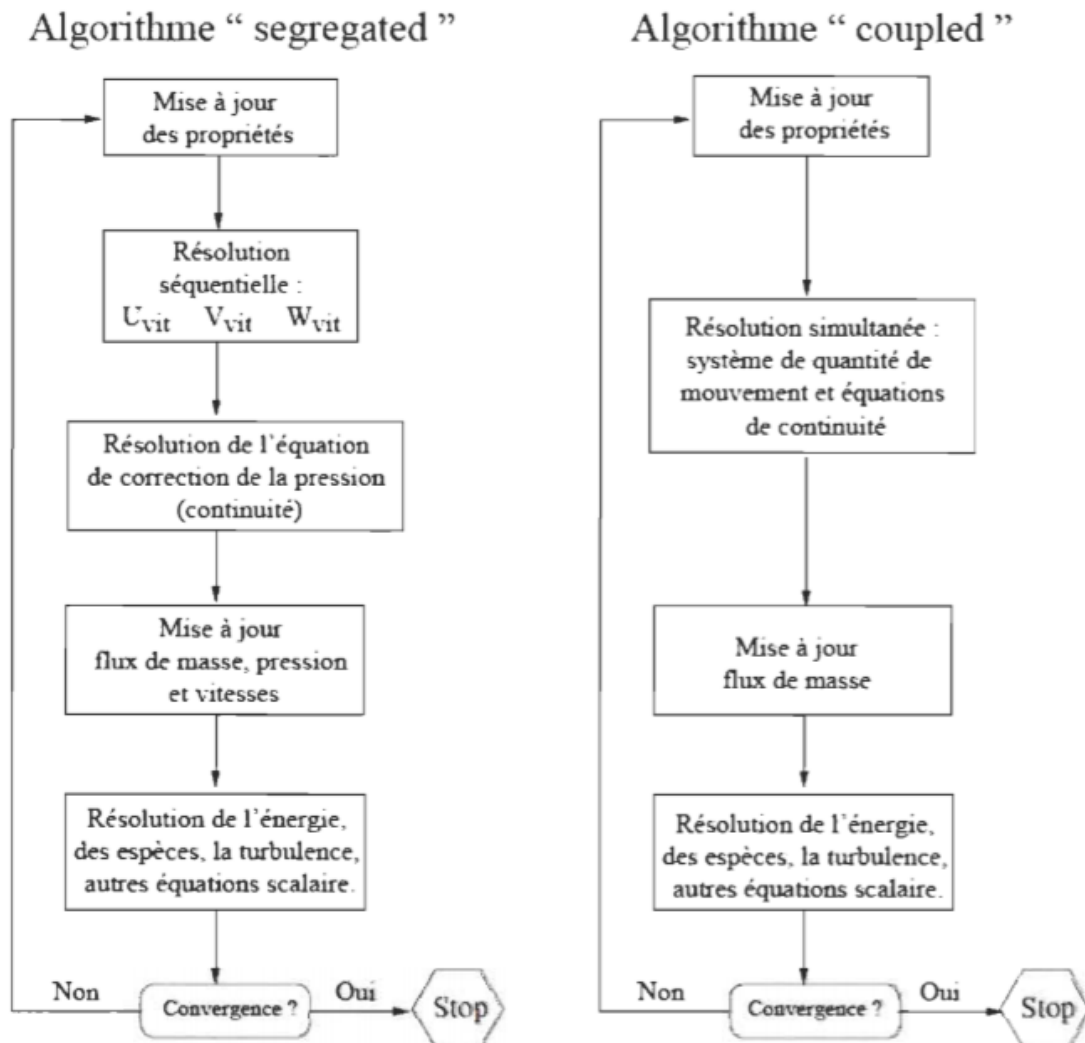 Algorithme “ segregated ”
Mise à jour
des propriétés
Résolution
séquentielle :
Uvit Vvit Wvit
Résolution de l’équation
de correction de la pression
(continuité)
Mise à jour
flux de masse, pression
et vitesses
Résolution de l’énergie,
des espèces, la turbulence,
autres équations scalaire.
Non
Convergence ?
Oui
Stop
Algorithme “ coupled ”
Mise à jour
des propriétés
Résolution simultanée :
système de quantité de
mouvement et équations
de continuité
Mise à jour
flux de masse
Résolution de l’énergie,
des espèces, la turbulence,
autres équations scalaire.
Non
Convergence ?
Oui
Stop